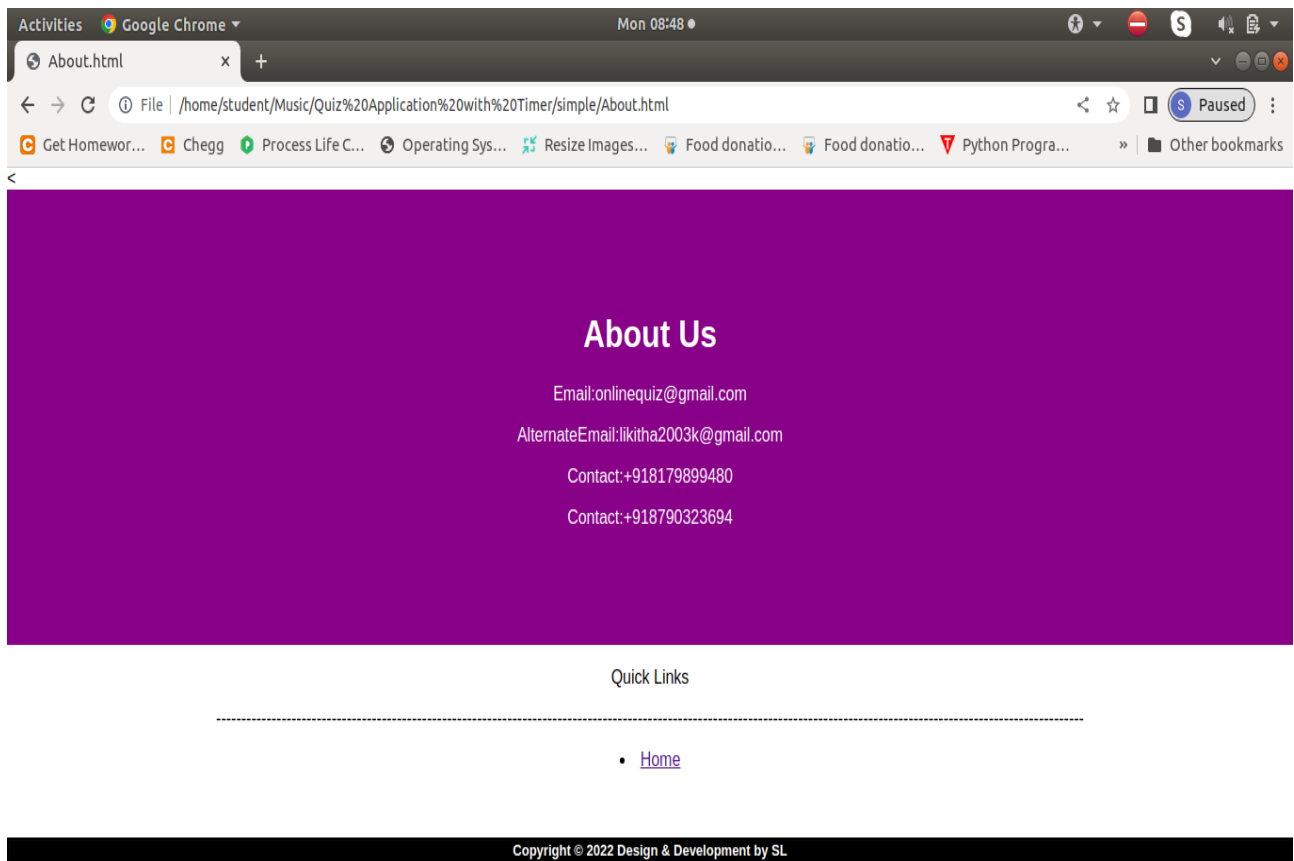 Activities Google Chrome Mon 08:48
About.html
File /home/student/Music/Quiz%20Application%20with%20Timer/simple/About.html S Paused
Get Homewor... Chegg Process Life C... Operating Sys... Resize Images... Food donatio... Food donatio... Python Progra... » Other bookmarks
<
About Us
Email:onlinequiz@gmail.com
AlternateEmail:likitha2003k@gmail.com
Contact:+918179899480
Contact:+918790323694
Quick Links
-----------------------------------------------------------------------------------------------------------------------------------------------------------------------------
• Home
Copyright © 2022 Design & Development by SL